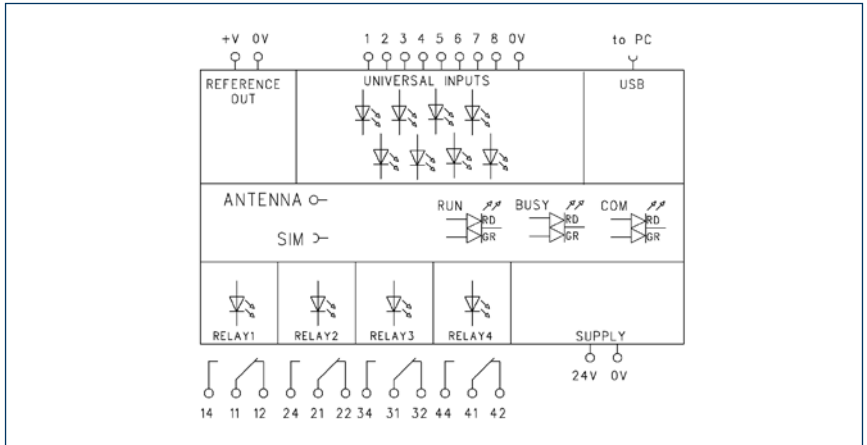 +V 0V 1 2 3 4 5 6 7 8 0V to PC
REFERENCE OUT UNIVERSAL INPUTS USB
ANTENNA RUN RD GR BUSY RD GR COM RD GR
SIM
RELAY1 RELAY2 RELAY3 RELAY4 SUPPLY
24V 0V
14 11 12 24 21 22 34 31 32 44 41 42